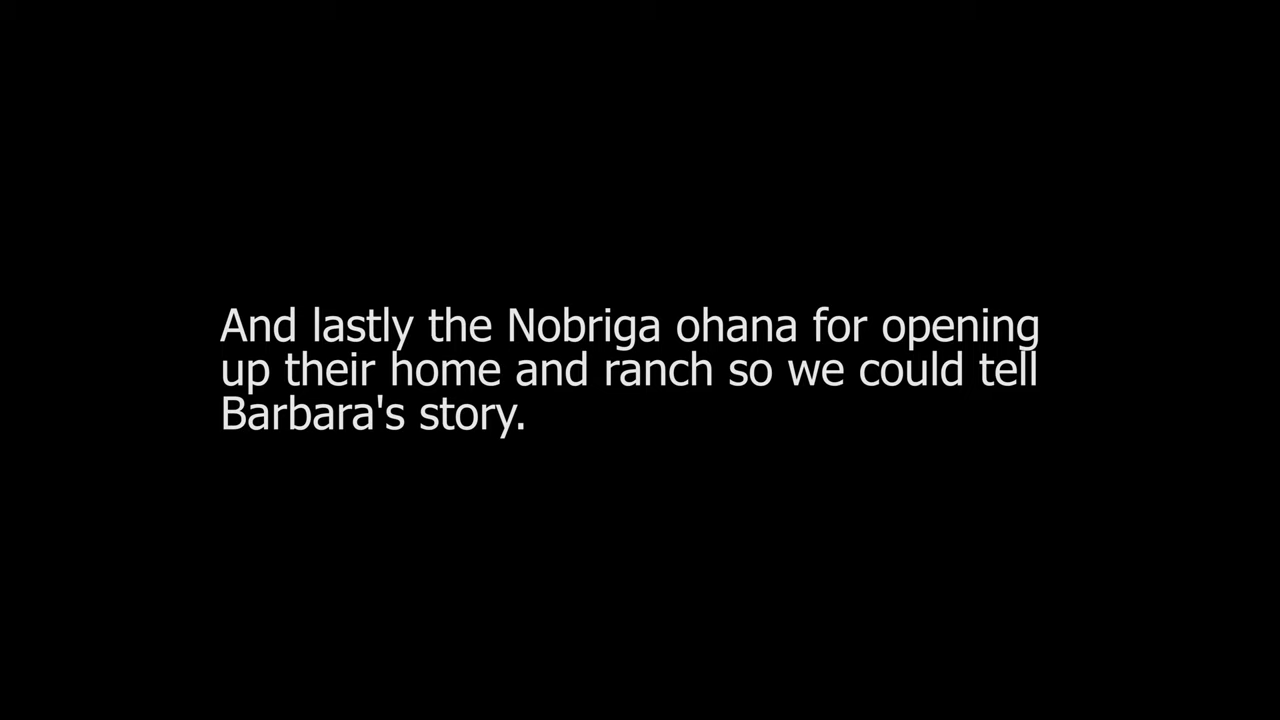 And lastly the Nobriga ohana for opening
up their home and ranch so we could tell
Barbara's story.